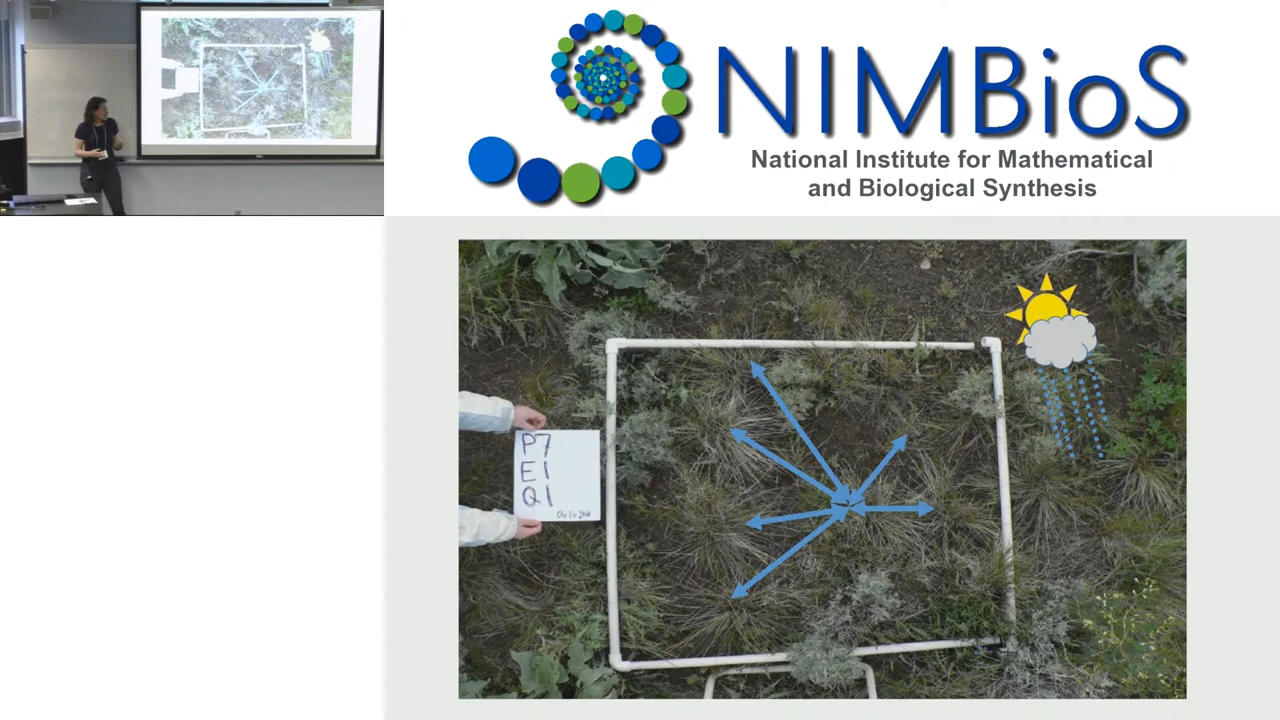 NIMBioS
National Institute for Mathematical
and Biological Synthesis
P7
E1
Q1